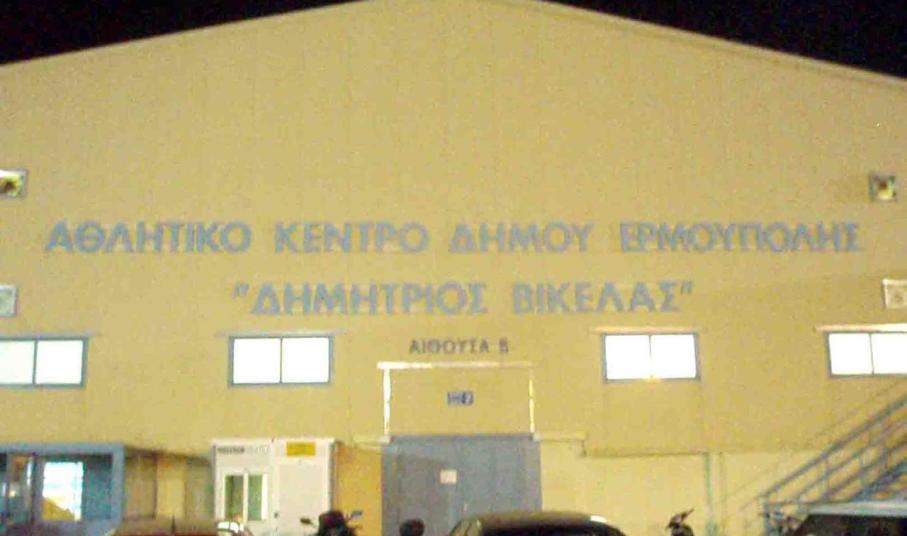 ΑΘΛΗΤΙΚΟ ΚΕΝΤΡΟ ΔΗΜΟΥ ΕΡΜΟΥΠΟΛΗΣ
"ΔΗΜΗΤΡΙΟΣ ΒΙΚΕΛΑΣ"
ΑΙΘΟΥΣΑ Β